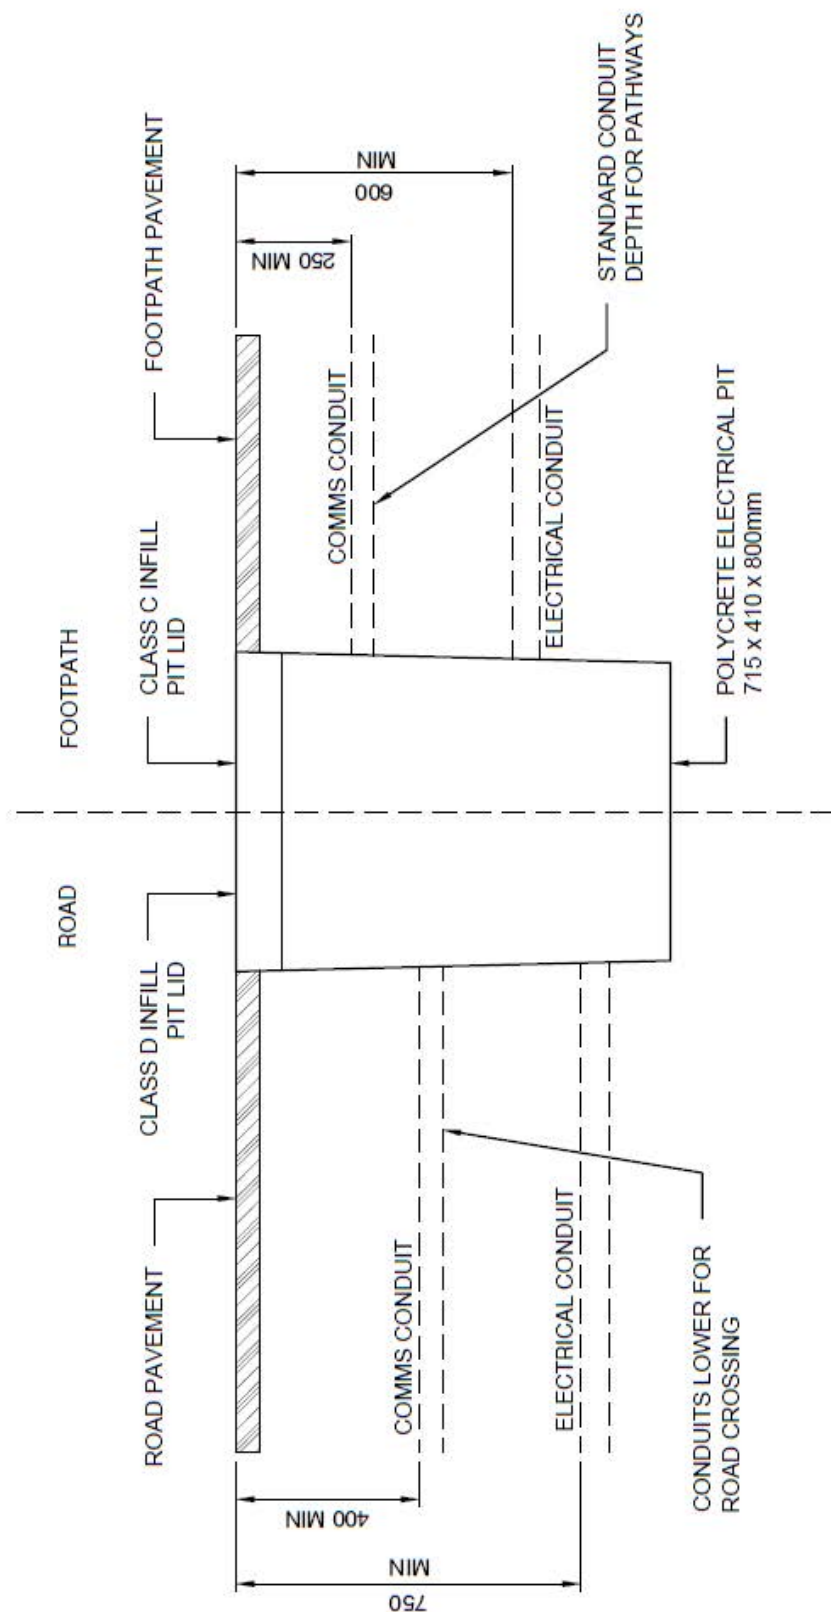 ROAD
FOOTPATH
ROAD PAVEMENT
CLASS D INFILL
PIT LID
CLASS C INFILL
PIT LID
FOOTPATH PAVEMENT
400 MIN
750
MIN
COMMS CONDUIT
ELECTRICAL CONDUIT
COMMS CONDUIT
ELECTRICAL CONDUIT
250 MIN
600
MIN
CONDUITS LOWER FOR
ROAD CROSSING
POLYCRETE ELECTRICAL PIT
715 x 410 x 800mm
STANDARD CONDUIT
DEPTH FOR PATHWAYS